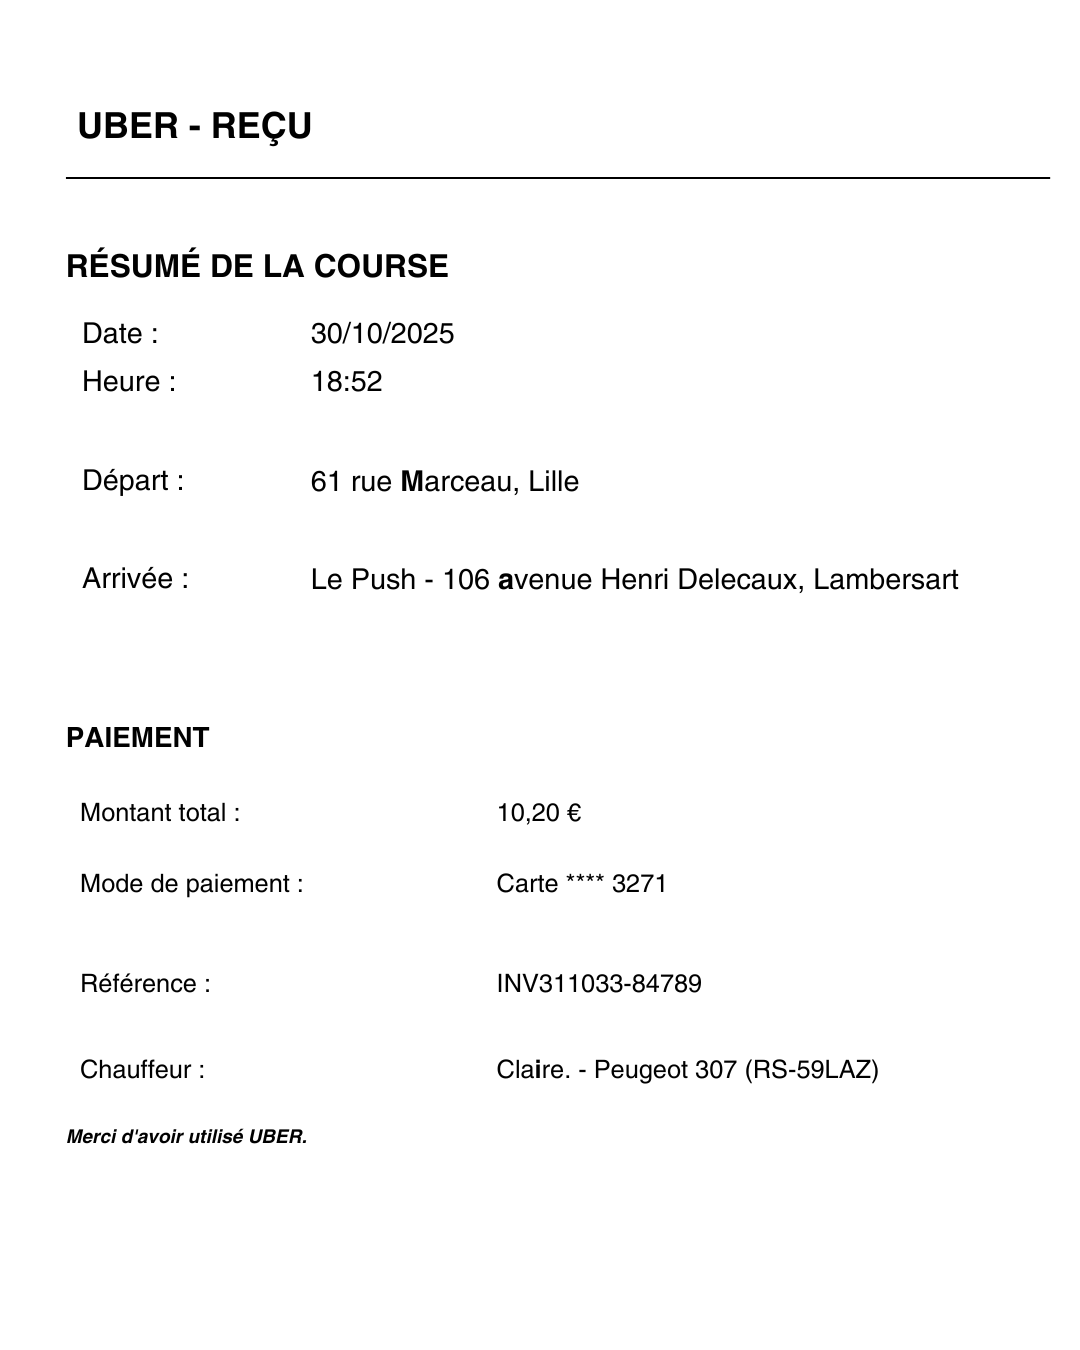 UBER - REÇU
RÉSUMÉ DE LA COURSE
Date : 30/10/2025
Heure : 18:52
Départ : 61 rue Marceau, Lille
Arrivée : Le Push - 106 avenue Henri Delecaux, Lambersart
PAIEMENT
Montant total : 10,20 €
Mode de paiement : Carte **** 3271
Référence : INV311033-84789
Chauffeur : Claire. - Peugeot 307 (RS-59LAZ)
Merci d'avoir utilisé UBER.